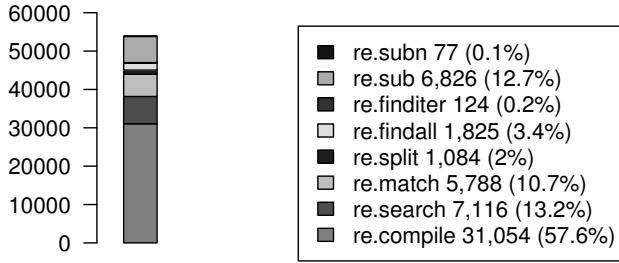 60000
50000
40000
30000
20000
10000
0
re.subn 77 (0.1%)
re.sub 6,826 (12.7%)
re.finditer 124 (0.2%)
re.findall 1,825 (3.4%)
re.split 1,084 (2%)
re.match 5,788 (10.7%)
re.search 7,116 (13.2%)
re.compile 31,054 (57.6%)